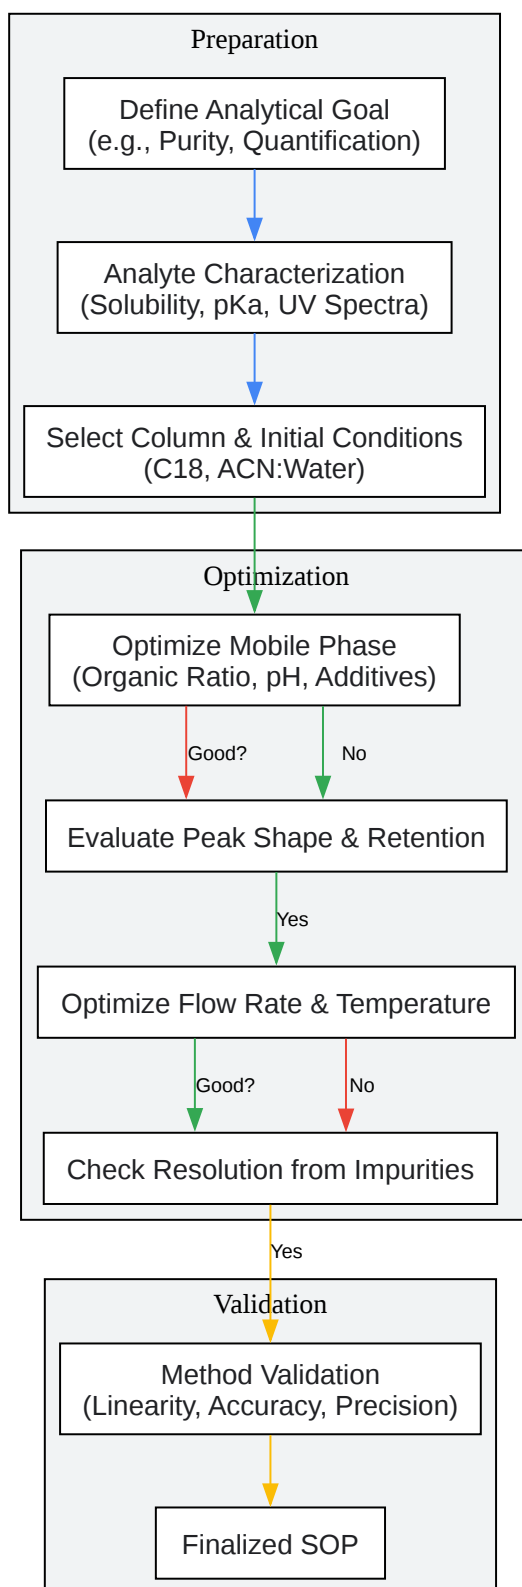 Preparation
Define Analytical Goal
(e.g., Purity, Quantification)
Analyte Characterization
(Solubility, pKa, UV Spectra)
Select Column & Initial Conditions
(C18, ACN:Water)
Optimization
Optimize Mobile Phase
(Organic Ratio, pH, Additives)
Good? No
Evaluate Peak Shape & Retention
Yes
Optimize Flow Rate & Temperature
Good? No
Check Resolution from Impurities
Yes
Validation
Method Validation
(Linearity, Accuracy, Precision)
Finalized SOP